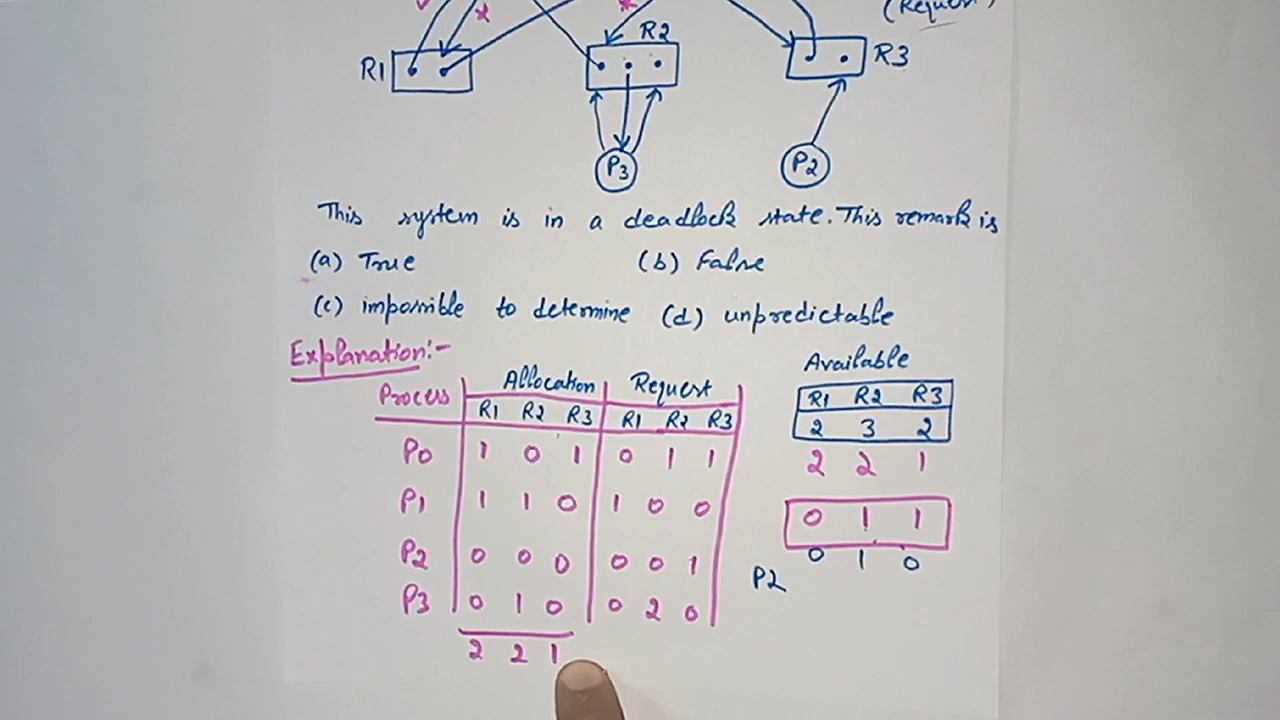 (Request)
R1
R2
R3
P3
P2
This system is in a deadlock state. This remark is
(a) True (b) False
(c) impossible to determine (d) unpredictable
Explanation:-
Available
Process Allocation Request
R1 R2 R3
R1 R2 R3 R1 R2 R3
2 3 2
P0 1 0 1 0 1 1
2 2 1
P1 1 1 0 1 0 0
0 1 1
P2 0 0 0 0 0 1
0 1 0
P2
P3 0 1 0 0 2 0
2 2 1